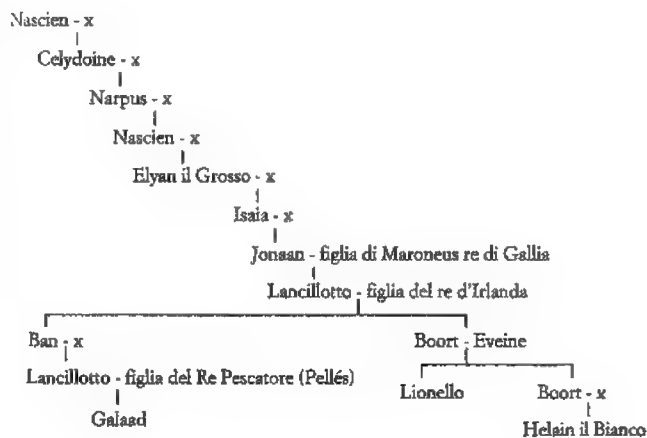 Nascien - x
Celydoine - x
Narpus - x
Nascien - x
Elyan il Grosso - x
Isaia - x
Jonaan - figlia di Maroneus re di Gallia
Lancillotto - figlia del re d'Irlanda
Ban - x Boort - Eveine
Lancillotto - figlia del Re Pescatore (Pellés) Lionello Boort - x
Galaad Helain il Bianco